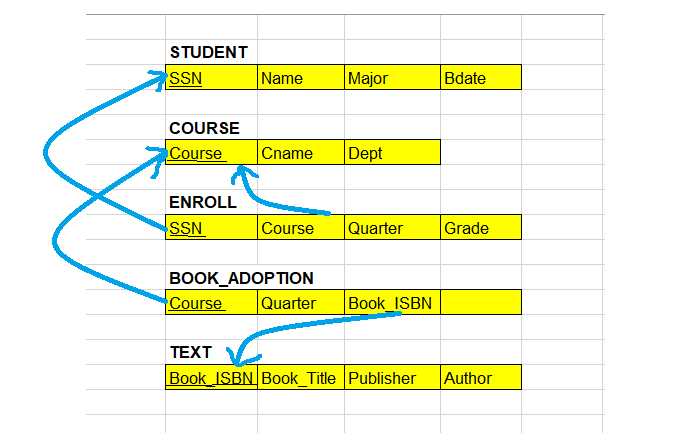 STUDENT
SSN Name Major Bdate
COURSE
Course Cname Dept
ENROLL
SSN Course Quarter Grade
BOOK_ADOPTION
Course Quarter Book_ISBN
TEXT
Book_ISBN Book_Title Publisher Author